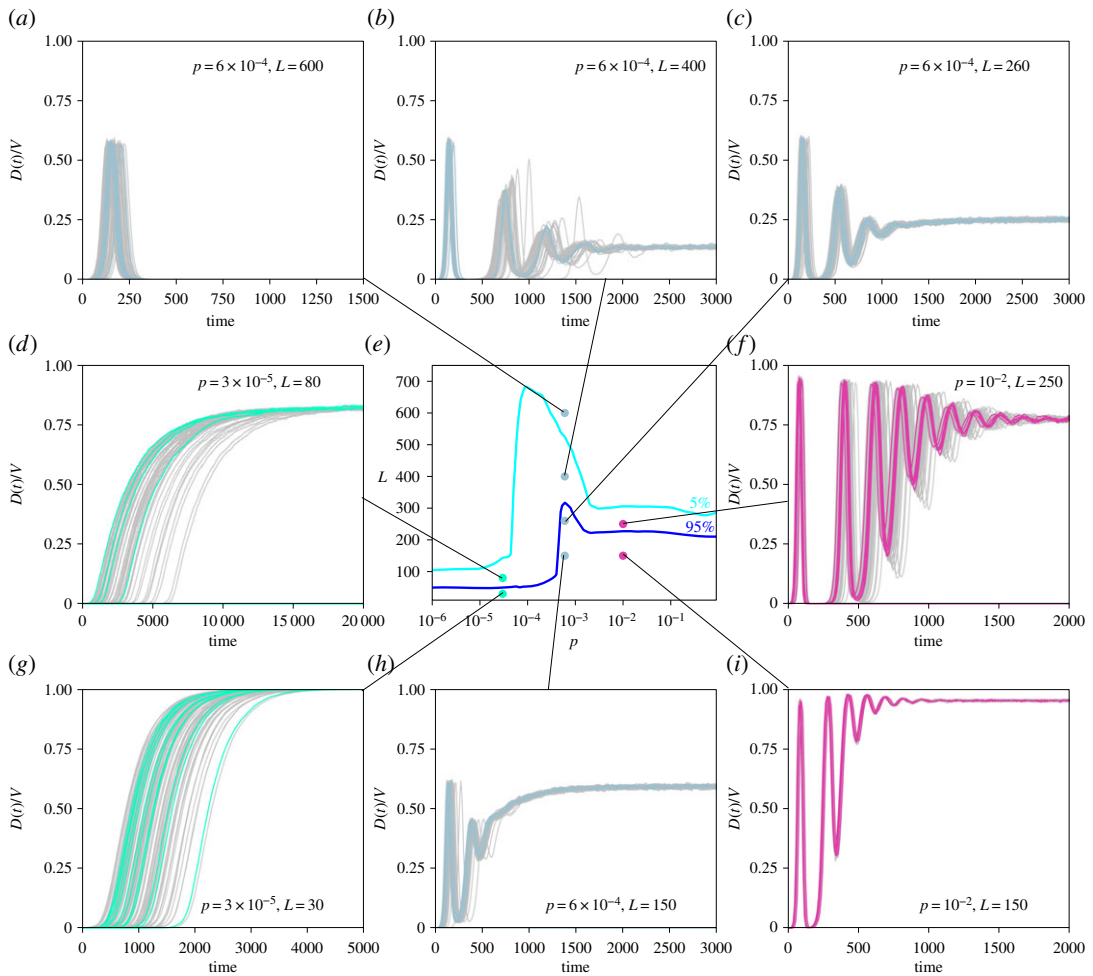 (a)
(b)
(c)
1.00
0.75
0.50
0.25
0
D(t)/V
p = 6 × 10⁻⁴, L = 600
0 250 500 750 1000 1250 1500
time
1.00
0.75
0.50
0.25
0
D(t)/V
p = 6 × 10⁻⁴, L = 400
0 500 1000 1500 2000 2500 3000
time
1.00
0.75
0.50
0.25
0
D(t)/V
p = 6 × 10⁻⁴, L = 260
0 500 1000 1500 2000 2500 3000
time
(d)
(e)
(f)
1.00
0.75
0.50
0.25
0
D(t)/V
p = 3 × 10⁻⁵, L = 80
0 5000 10 000 15 000 20 000
time
700
600
500
400
300
200
100
L
5%
95%
10⁻⁶ 10⁻⁵ 10⁻⁴ 10⁻³ 10⁻² 10⁻¹
p
1.00
0.75
0.50
0.25
0
D(t)/V
p = 10⁻², L = 250
0 500 1000 1500 2000
time
(g)
(h)
(i)
1.00
0.75
0.50
0.25
0
D(t)/V
p = 3 × 10⁻⁵, L = 30
0 1000 2000 3000 4000 5000
time
1.00
0.75
0.50
0.25
0
D(t)/V
p = 6 × 10⁻⁴, L = 150
0 500 1000 1500 2000 2500 3000
time
1.00
0.75
0.50
0.25
0
D(t)/V
p = 10⁻², L = 150
0 500 1000 1500 2000
time